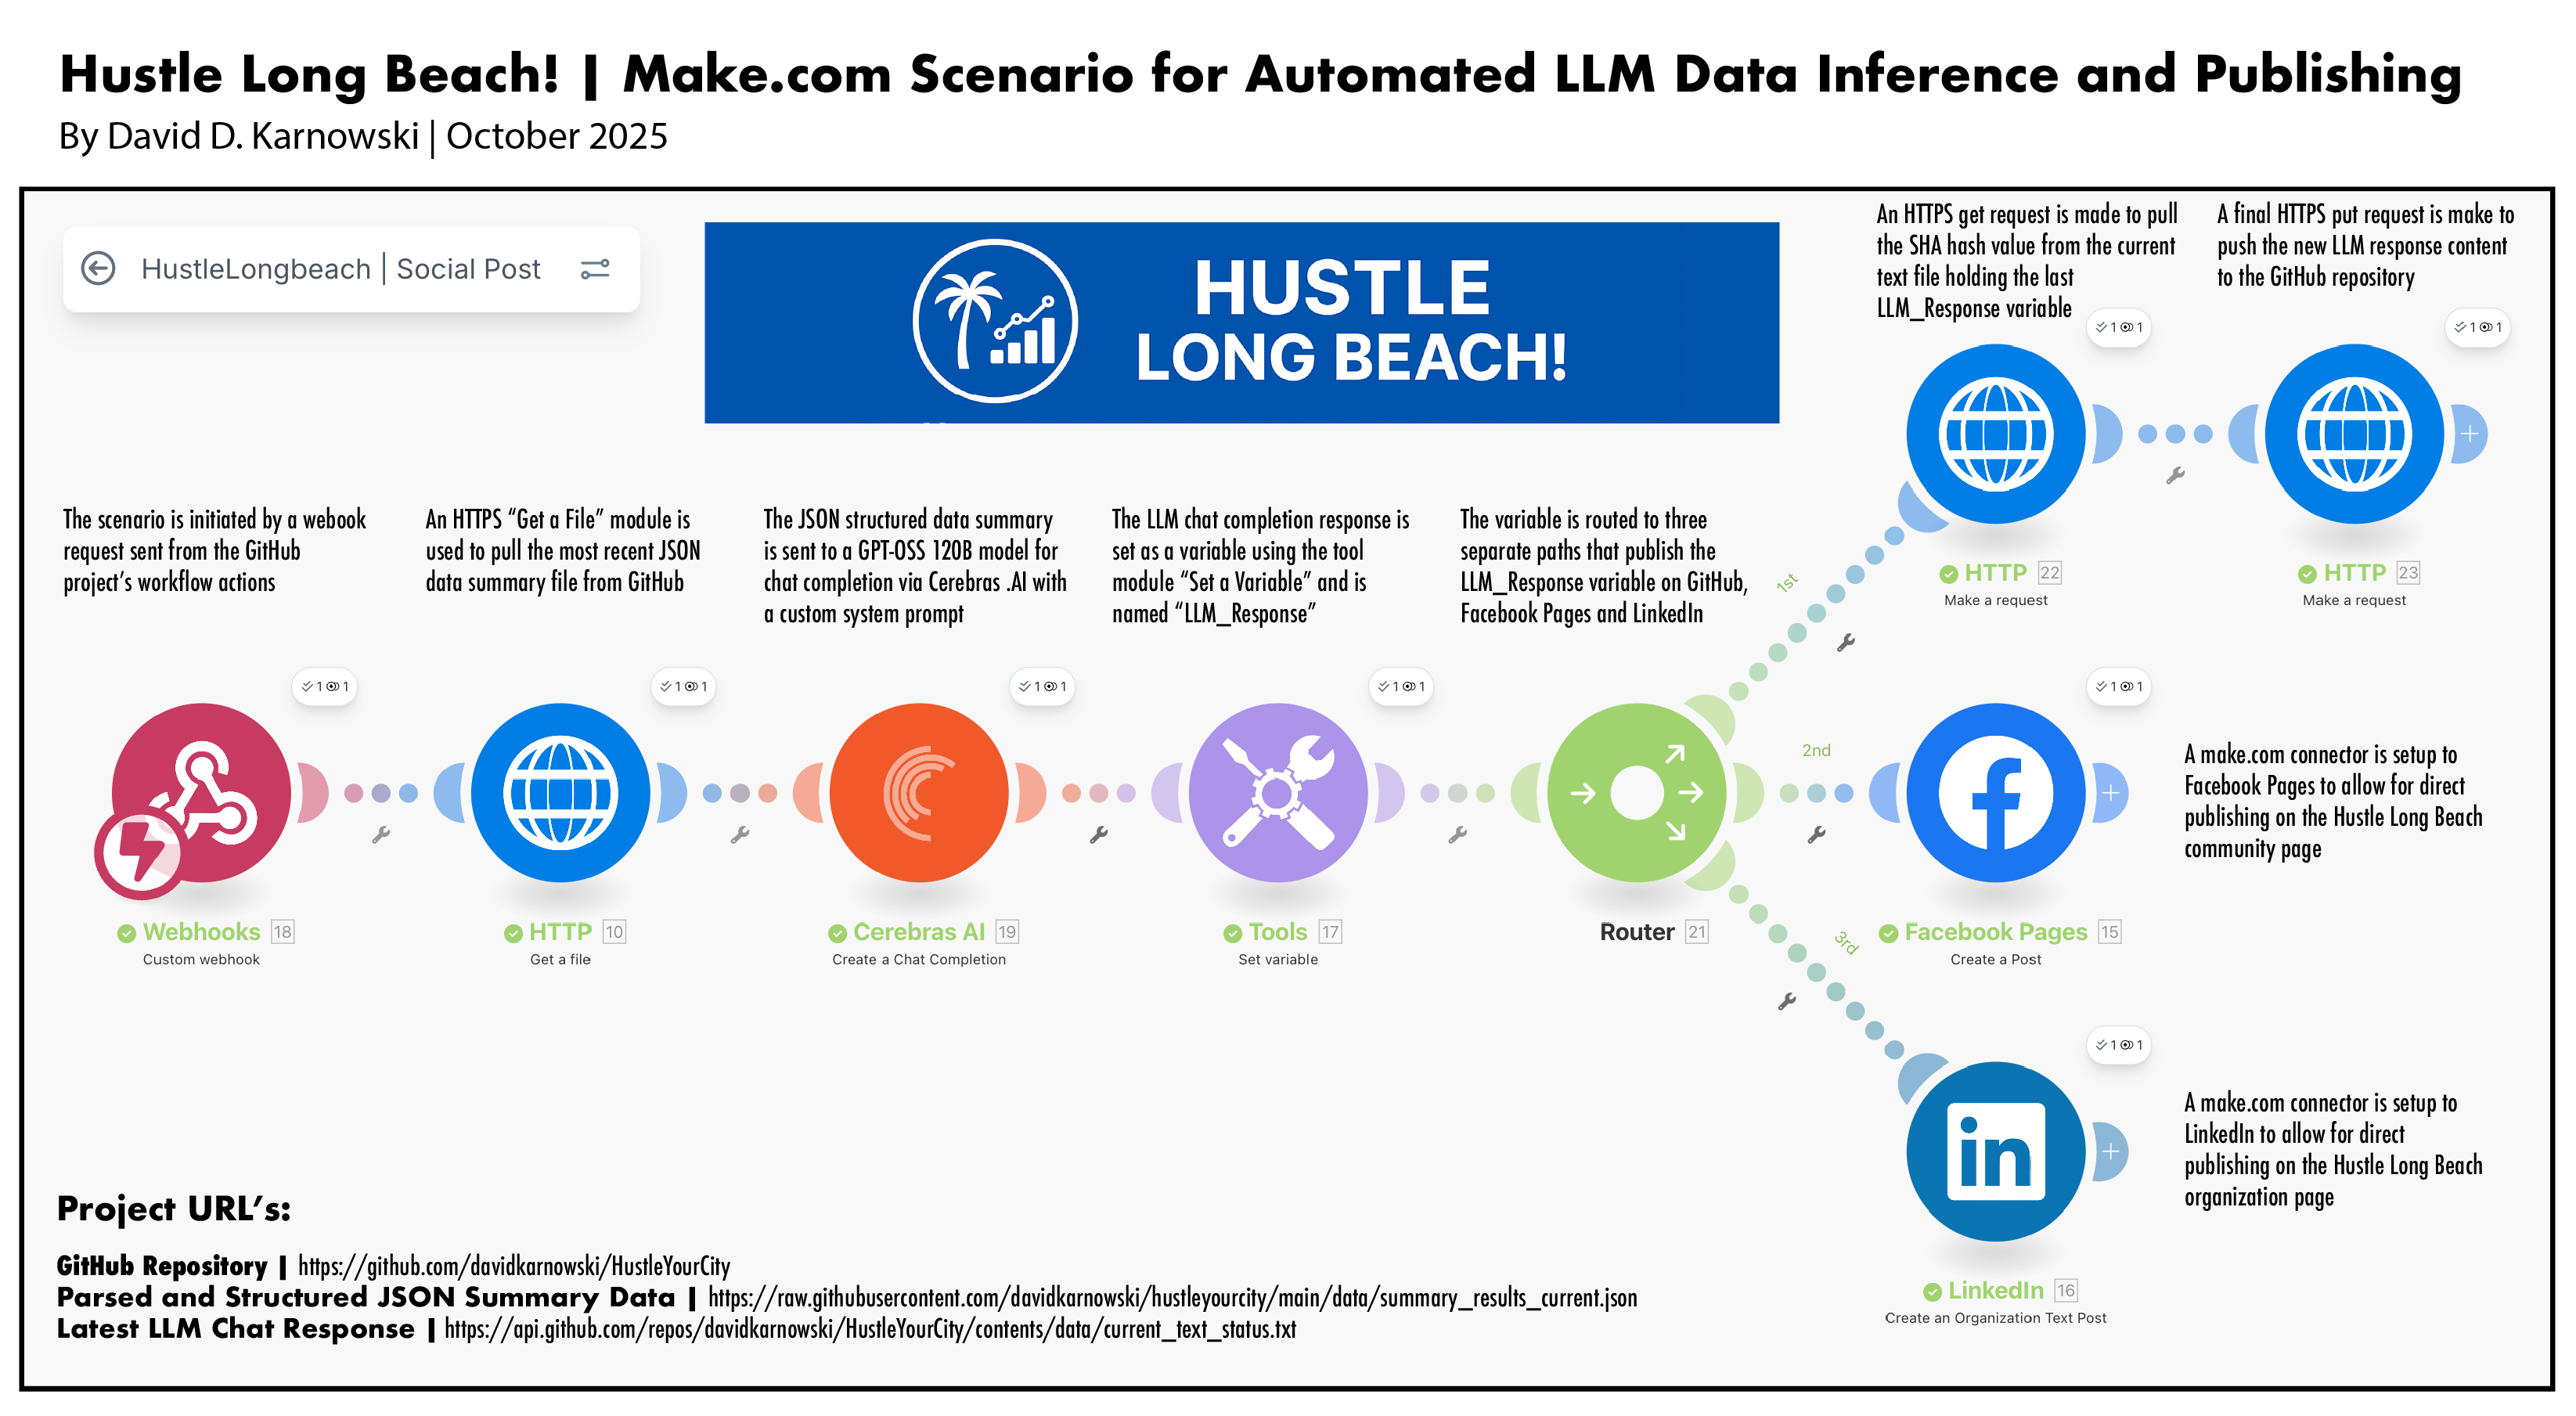 Hustle Long Beach! | Make.com Scenario for Automated LLM Data Inference and Publishing
By David D. Karnowski | October 2025
HustleLongbeach | Social Post
HUSTLE
LONG BEACH!
An HTTPS get request is made to pull
the SHA hash value from the current
text file holding the last
LLM_Response variable
A final HTTPS put request is make to
push the new LLM response content
to the GitHub repository
1 1
1 1
HTTP 22
Make a request
HTTP 23
Make a request
The scenario is initiated by a webook
request sent from the GitHub
project's workflow actions
An HTTPS “Get a File” module is
used to pull the most recent JSON
data summary file from GitHub
The JSON structured data summary
is sent to a GPT-OSS 120B model for
chat completion via Cerebras .AI with
a custom system prompt
The LLM chat completion response is
set as a variable using the tool
module “Set a Variable” and is
named “LLM_Response”
The variable is routed to three
separate paths that publish the
LLM_Response variable on GitHub,
Facebook Pages and LinkedIn
1st
2nd
3rd
1 1
1 1
1 1
1 1
1 1
Webhooks 18
Custom webhook
HTTP 10
Get a file
Cerebras AI 19
Create a Chat Completion
Tools 17
Set variable
Router 21
Facebook Pages 15
Create a Post
A make.com connector is setup to
Facebook Pages to allow for direct
publishing on the Hustle Long Beach
community page
1 1
in
LinkedIn 16
Create an Organization Text Post
A make.com connector is setup to
LinkedIn to allow for direct
publishing on the Hustle Long Beach
organization page
Project URL’s:
GitHub Repository | https://github.com/davidkarnowski/HustleYourCity
Parsed and Structured JSON Summary Data | https://raw.githubusercontent.com/davidkarnowski/hustleyourcity/main/data/summary_results_current.json
Latest LLM Chat Response | https://api.github.com/repos/davidkarnowski/HustleYourCity/contents/data/current_text_status.txt